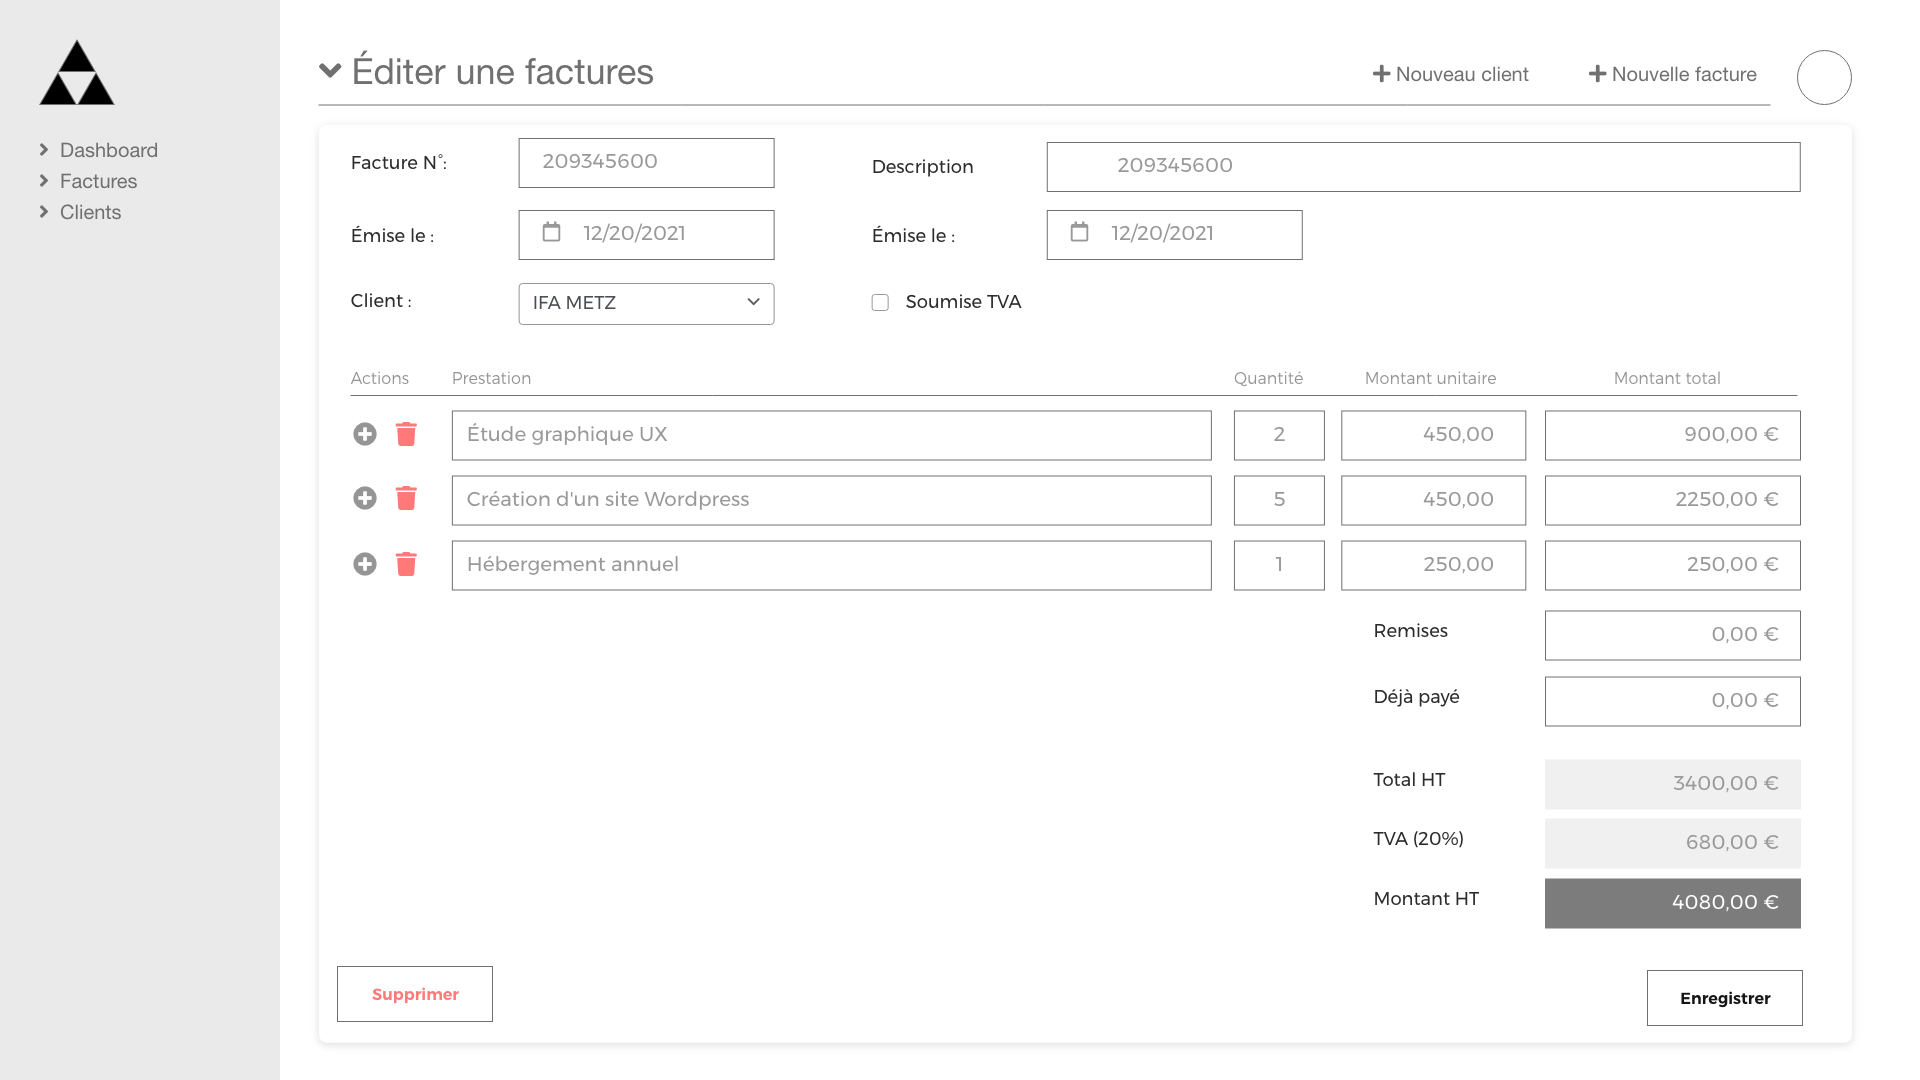 Dashboard
Factures
Clients
Éditer une factures
Nouveau client
Nouvelle facture
Facture N°:
209345600
Description
209345600
Émise le :
12/20/2021
Émise le :
12/20/2021
Client :
IFA METZ
Soumise TVA
Actions Prestation Quantité Montant unitaire Montant total
Étude graphique UX 2 450,00 900,00 €
Création d'un site Wordpress 5 450,00 2250,00 €
Hébergement annuel 1 250,00 250,00 €
Remises 0,00 €
Déjà payé 0,00 €
Total HT 3400,00 €
TVA (20%) 680,00 €
Montant HT 4080,00 €
Supprimer
Enregistrer